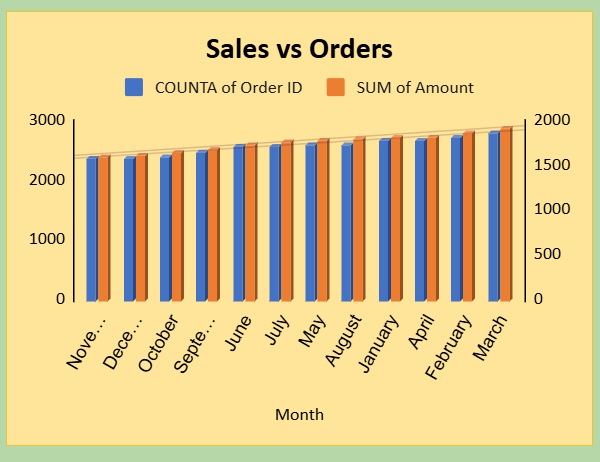 Sales vs Orders
COUNTA of Order ID SUM of Amount
3000 2000
2000 1500
1000 1000
0 500
0
Nove… Dece… October Septe… June July May August January April February March
Month